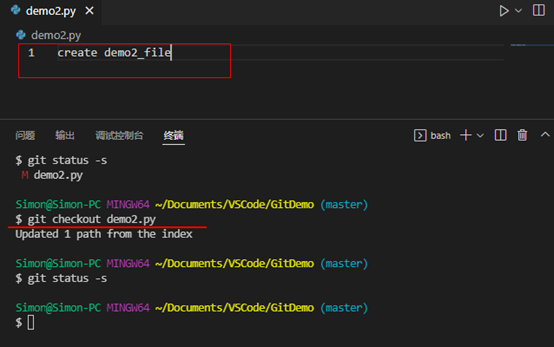 demo2.py
demo2.py
1 create demo2_file
问题 输出 调试控制台 终端 bash
$ git status -s
M demo2.py
Simon@Simon-PC MINGW64 ~/Documents/VSCode/GitDemo (master)
$ git checkout demo2.py
Updated 1 path from the index
Simon@Simon-PC MINGW64 ~/Documents/VSCode/GitDemo (master)
$ git status -s
Simon@Simon-PC MINGW64 ~/Documents/VSCode/GitDemo (master)
$